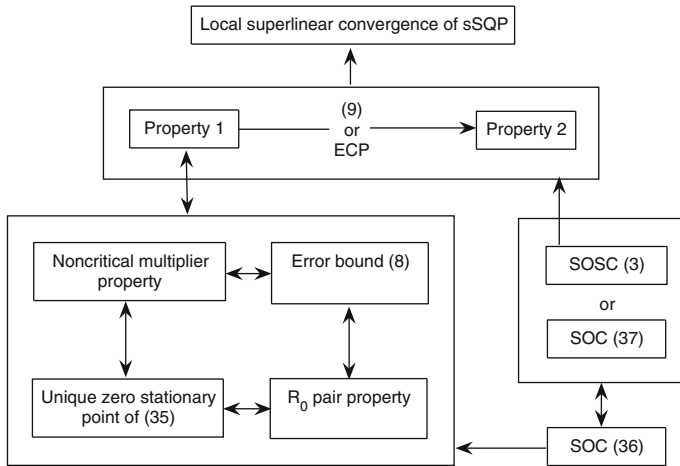 Local superlinear convergence of sSQP
(9)
Property 1
or
Property 2
ECP
Noncritical multiplier
property
Error bound (8)
SOSC (3)
or
SOC (37)
Unique zero stationary
point of (35)
R0 pair property
SOC (36)